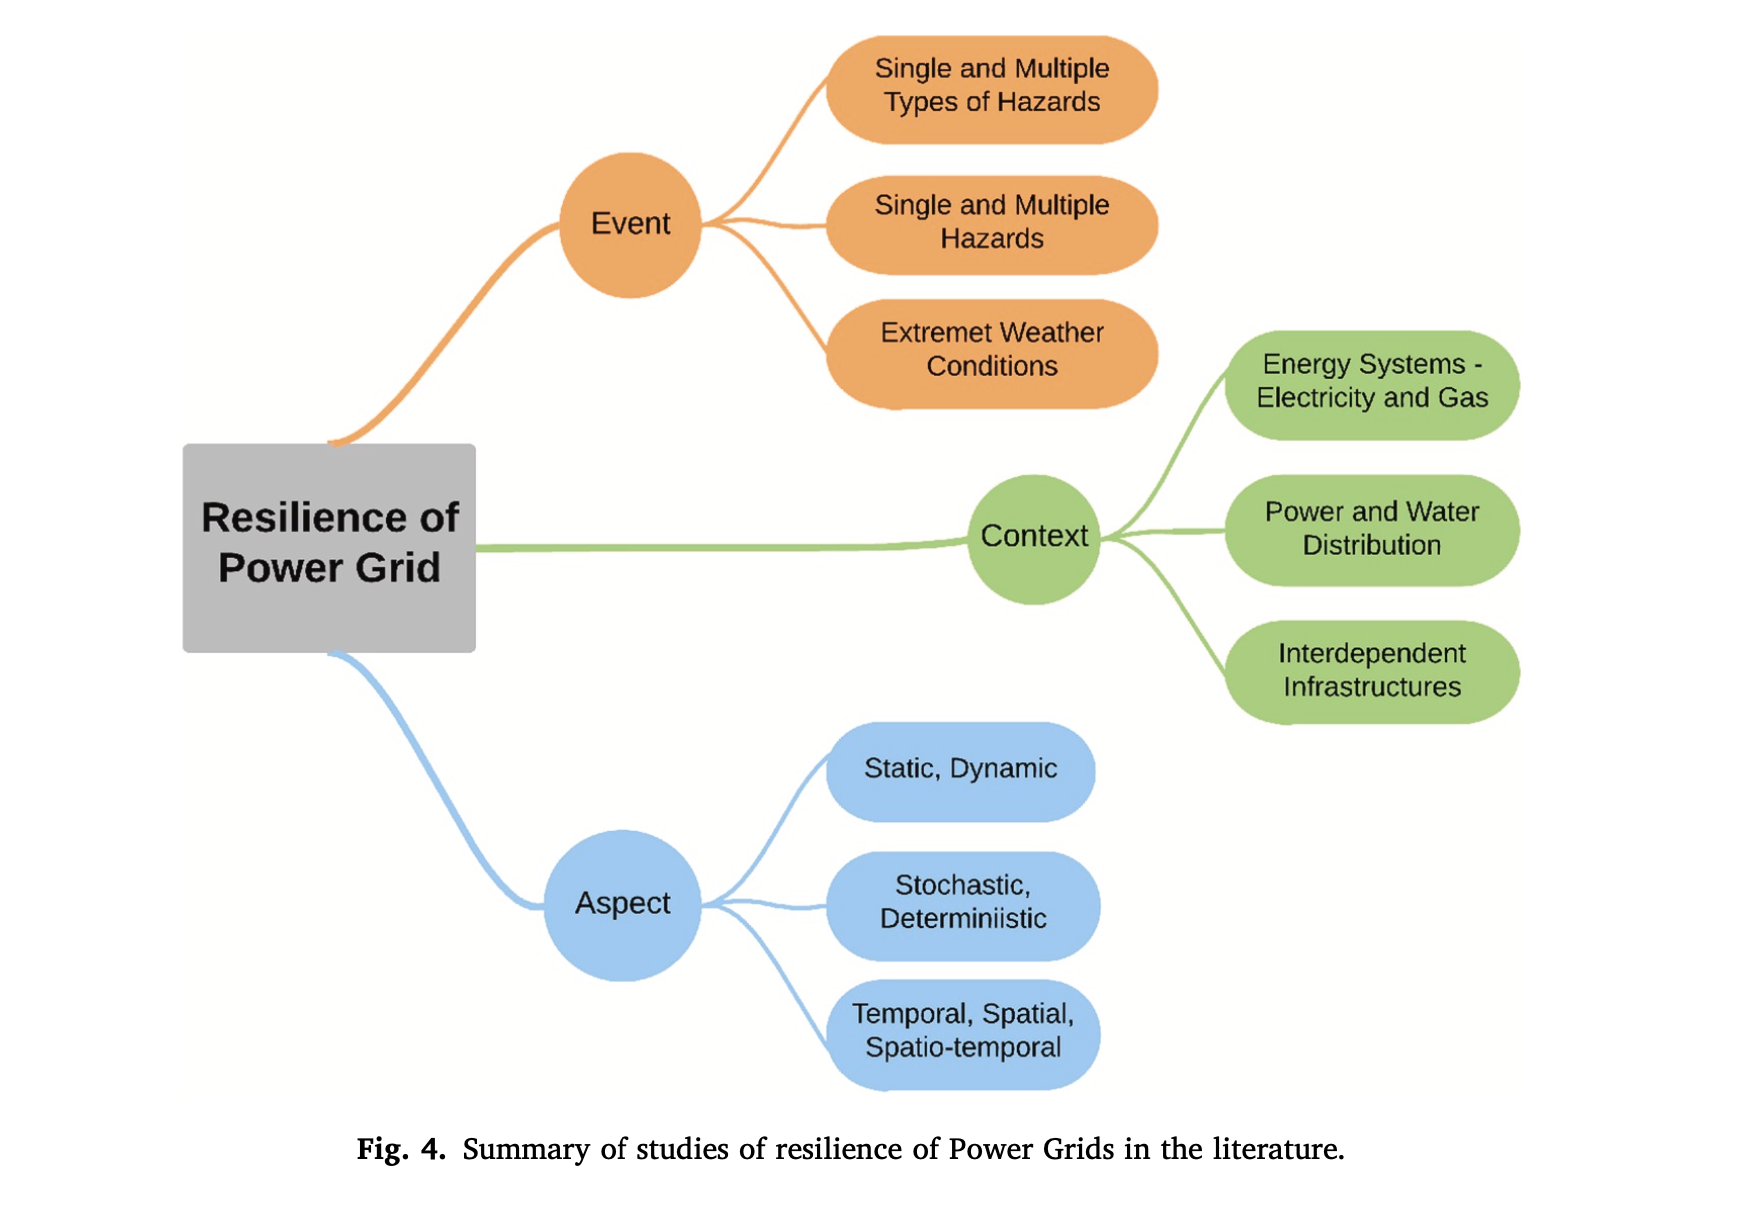 Single and Multiple
Types of Hazards
Event
Single and Multiple
Hazards
Extremet Weather
Conditions
Energy Systems -
Electricity and Gas
Resilience of
Power Grid
Context
Power and Water
Distribution
Interdependent
Infrastructures
Static, Dynamic
Aspect
Stochastic,
Determiniistic
Temporal, Spatial,
Spatio-temporal
Fig. 4. Summary of studies of resilience of Power Grids in the literature.